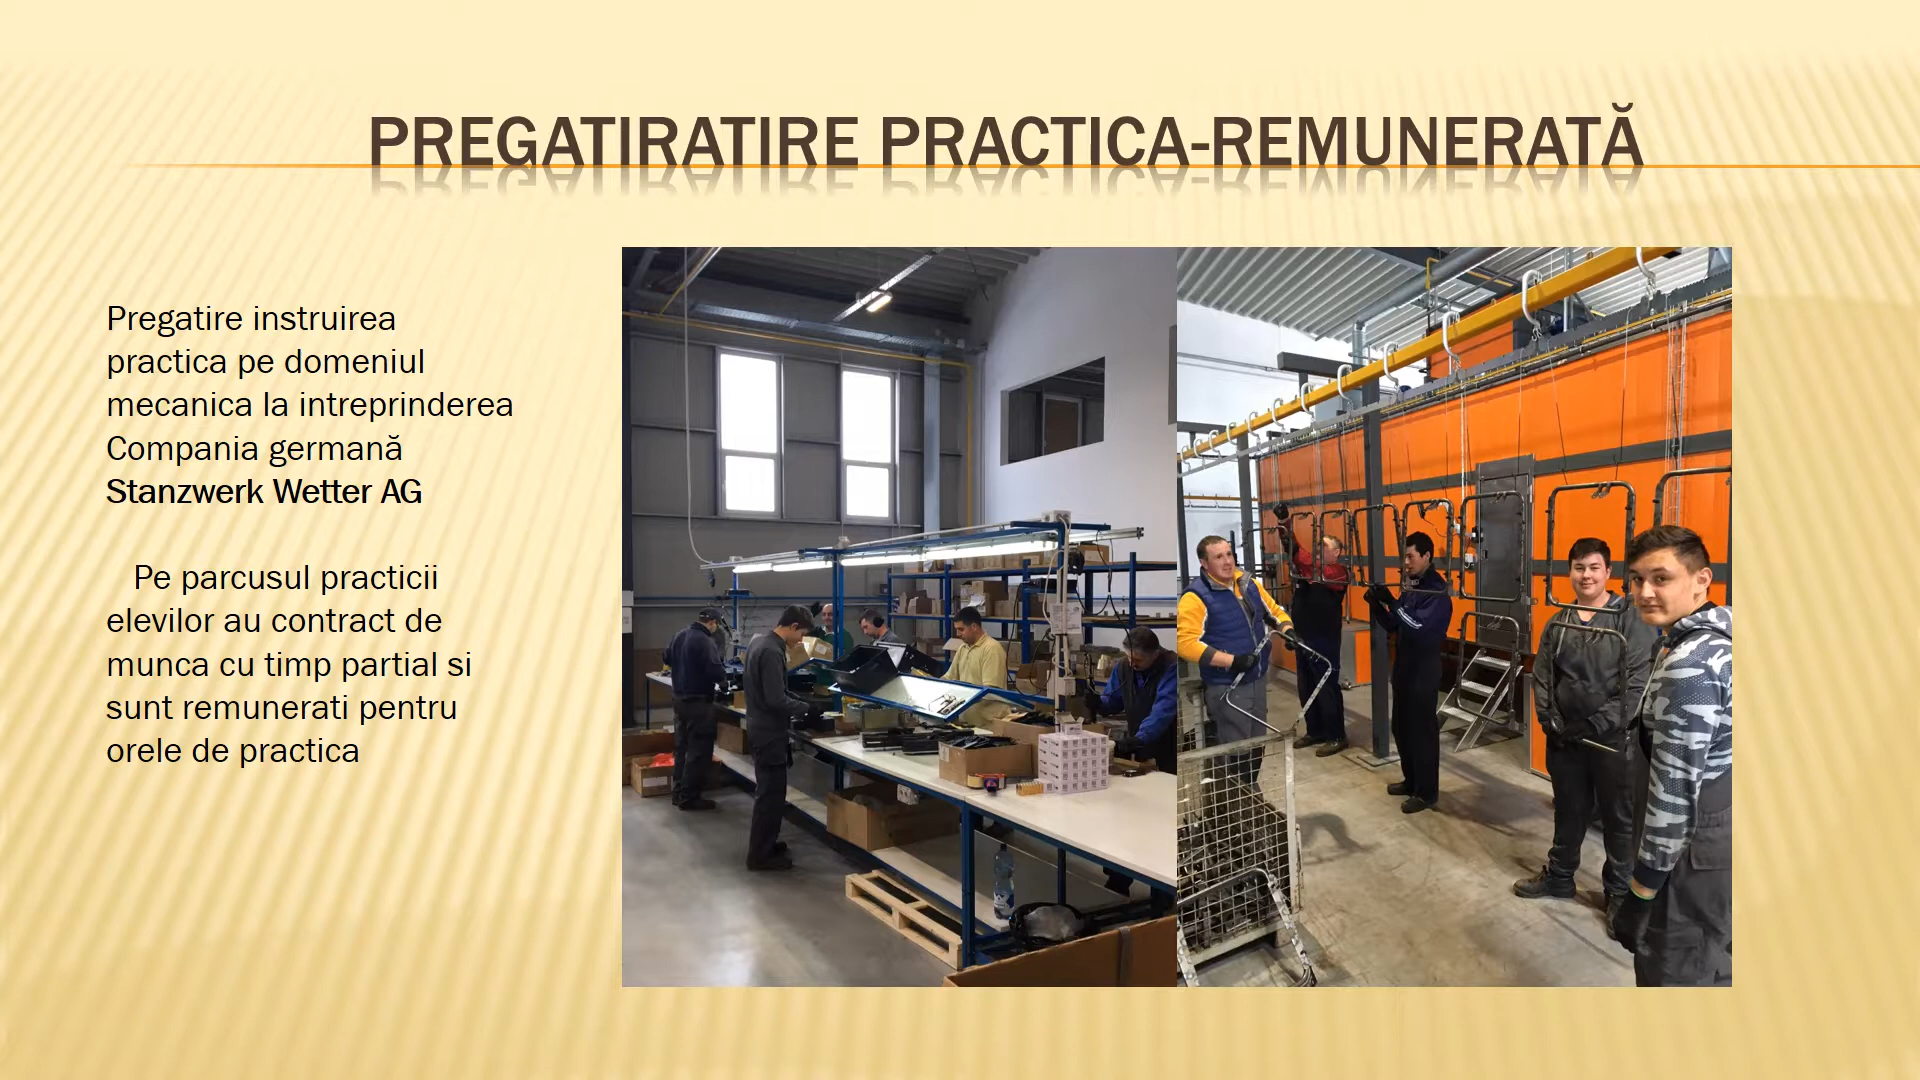 PREGATIRATIRE PRACTICA-REMUNERATĂ
Pregatire instruirea
practica pe domeniul
mecanica la intreprinderea
Compania germană
Stanzwerk Wetter AG
Pe parcusul practicii
elevilor au contract de
munca cu timp partial si
sunt remunerati pentru
orele de practica